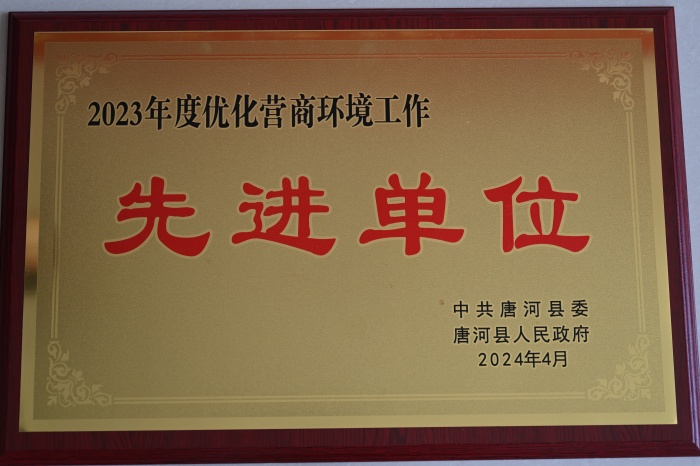 2023年度优化营商环境工作
先进单位
中共唐河县委
唐河县人民政府
2024年4月